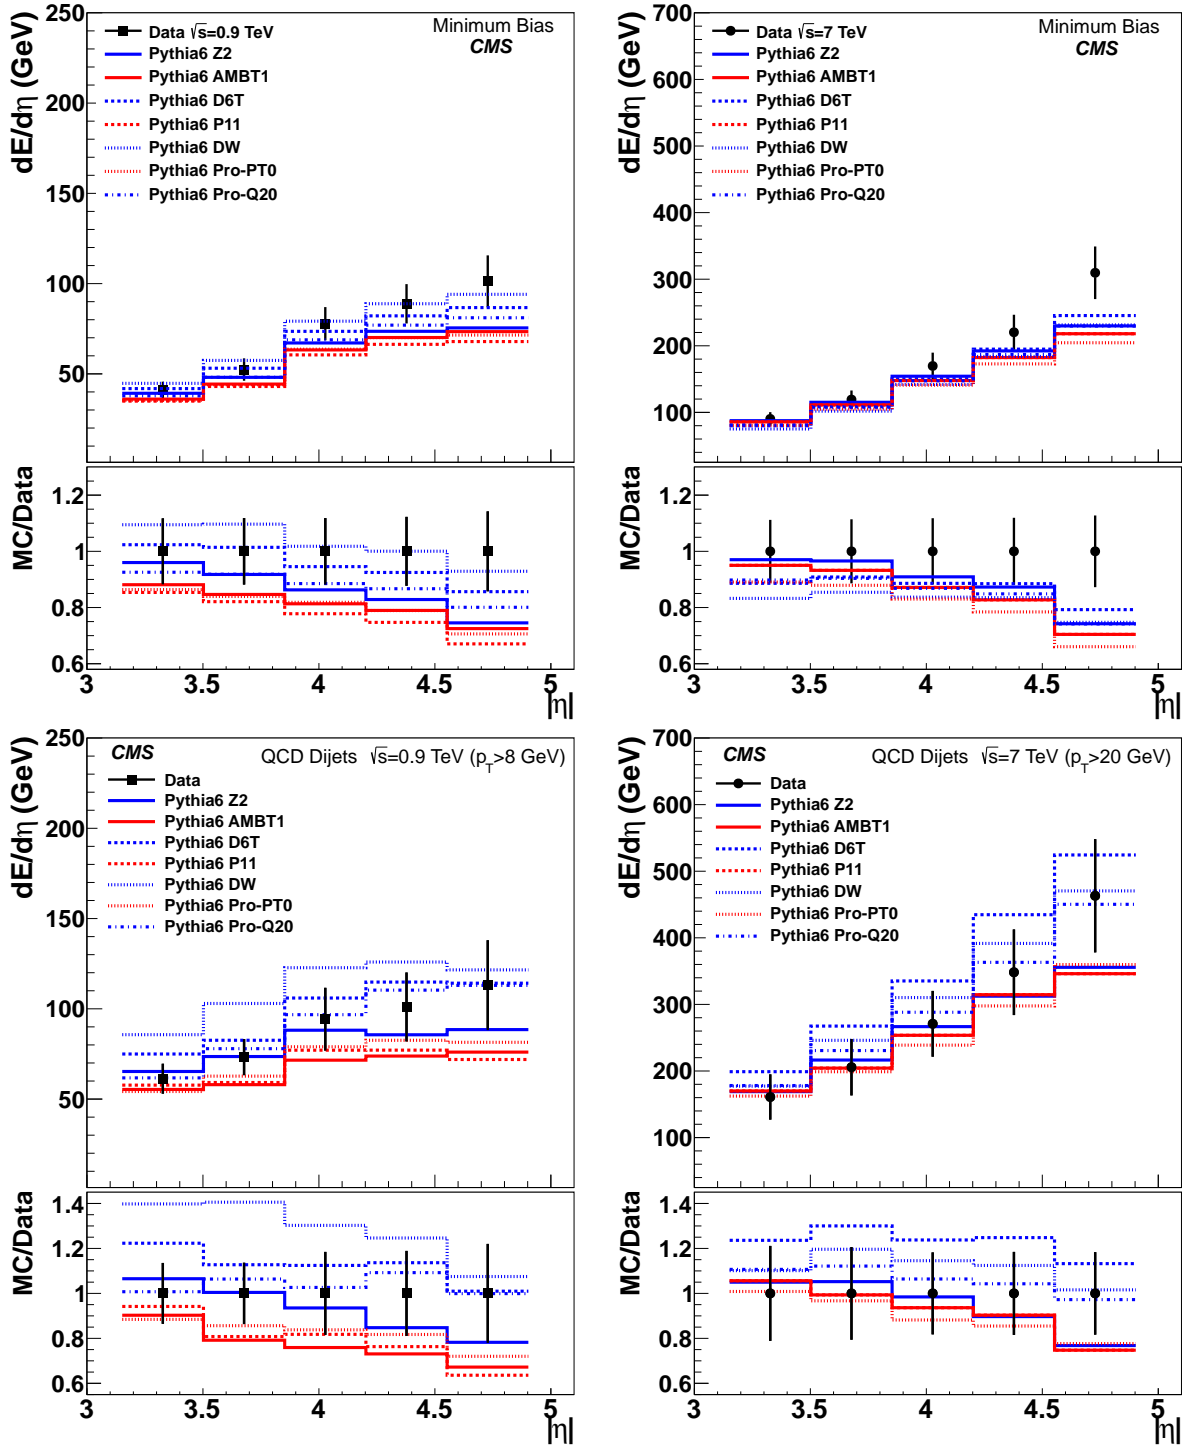 dE/dη (GeV)
250
200
150
100
50
Minimum Bias
CMS
Data √s=0.9 TeV
Pythia6 Z2
Pythia6 AMBT1
Pythia6 D6T
Pythia6 P11
Pythia6 DW
Pythia6 Pro-PT0
Pythia6 Pro-Q20
MC/Data
1.2
1
0.8
0.6
3 3.5 4 4.5 5
|η|
dE/dη (GeV)
700
600
500
400
300
200
100
Minimum Bias
CMS
Data √s=7 TeV
Pythia6 Z2
Pythia6 AMBT1
Pythia6 D6T
Pythia6 P11
Pythia6 DW
Pythia6 Pro-PT0
Pythia6 Pro-Q20
MC/Data
1.2
1
0.8
0.6
3 3.5 4 4.5 5
|η|
dE/dη (GeV)
250
200
150
100
50
CMS QCD Dijets √s=0.9 TeV (p_T>8 GeV)
Data
Pythia6 Z2
Pythia6 AMBT1
Pythia6 D6T
Pythia6 P11
Pythia6 DW
Pythia6 Pro-PT0
Pythia6 Pro-Q20
MC/Data
1.4
1.2
1
0.8
0.6
3 3.5 4 4.5 5
|η|
dE/dη (GeV)
700
600
500
400
300
200
100
CMS QCD Dijets √s=7 TeV (p_T>20 GeV)
Data
Pythia6 Z2
Pythia6 AMBT1
Pythia6 D6T
Pythia6 P11
Pythia6 DW
Pythia6 Pro-PT0
Pythia6 Pro-Q20
MC/Data
1.4
1.2
1
0.8
0.6
3 3.5 4 4.5 5
|η|